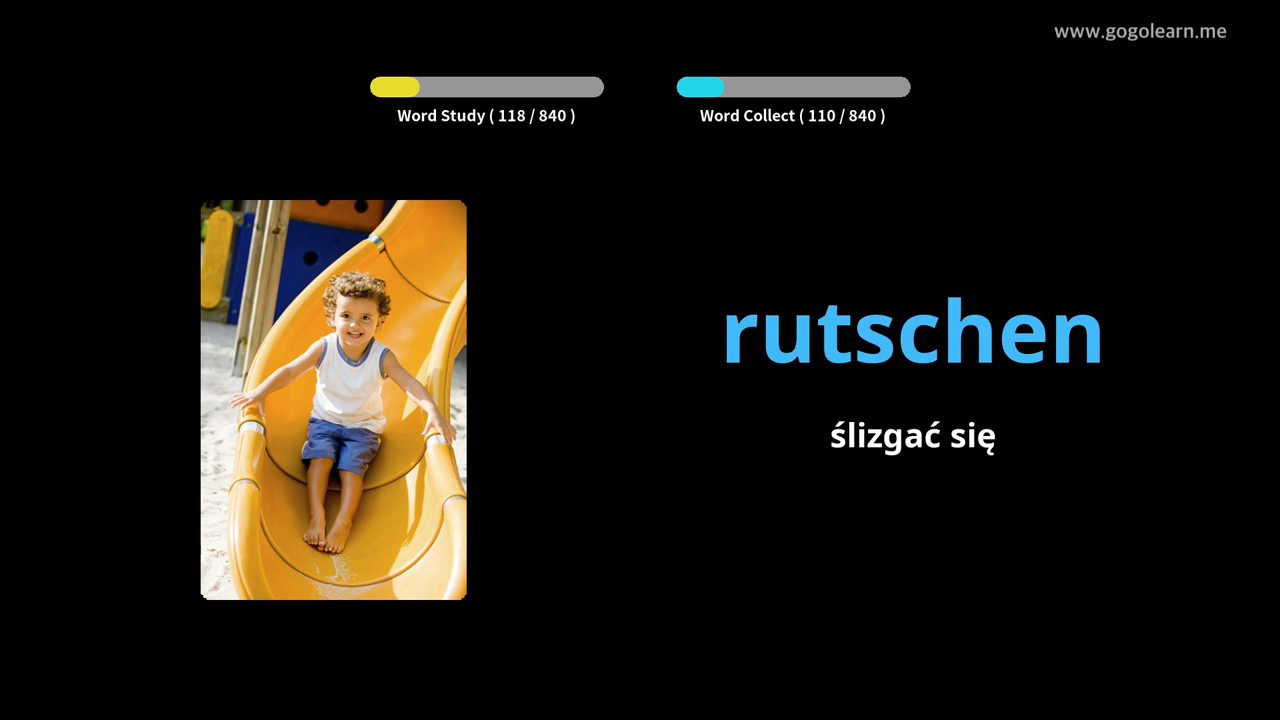 www.gogolearn.me
Word Study ( 118 / 840 )
Word Collect ( 110 / 840 )
rutschen
ślizgać się